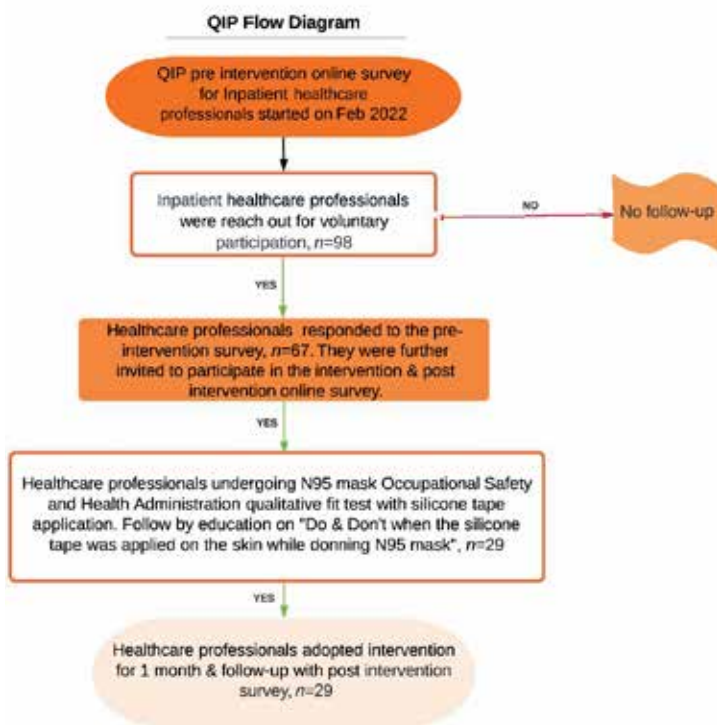 QIP Flow Diagram
QIP pre intervention online survey
for Inpatient healthcare
professionals started on Feb 2022
Inpatient healthcare professionals
were reach out for voluntary
participation, n=98
NO
No follow-up
YES
Healthcare professionals responded to the pre-
intervention survey, n=67. They were further
invited to participate in the intervention & post
intervention online survey.
YES
Healthcare professionals undergoing N95 mask Occupational Safety
and Health Administration qualitative fit test with silicone tape
application. Follow by education on "Do & Don't when the silicone
tape was applied on the skin while donning N95 mask", n=29
YES
Healthcare professionals adopted intervention
for 1 month & follow-up with post intervention
survey, n=29